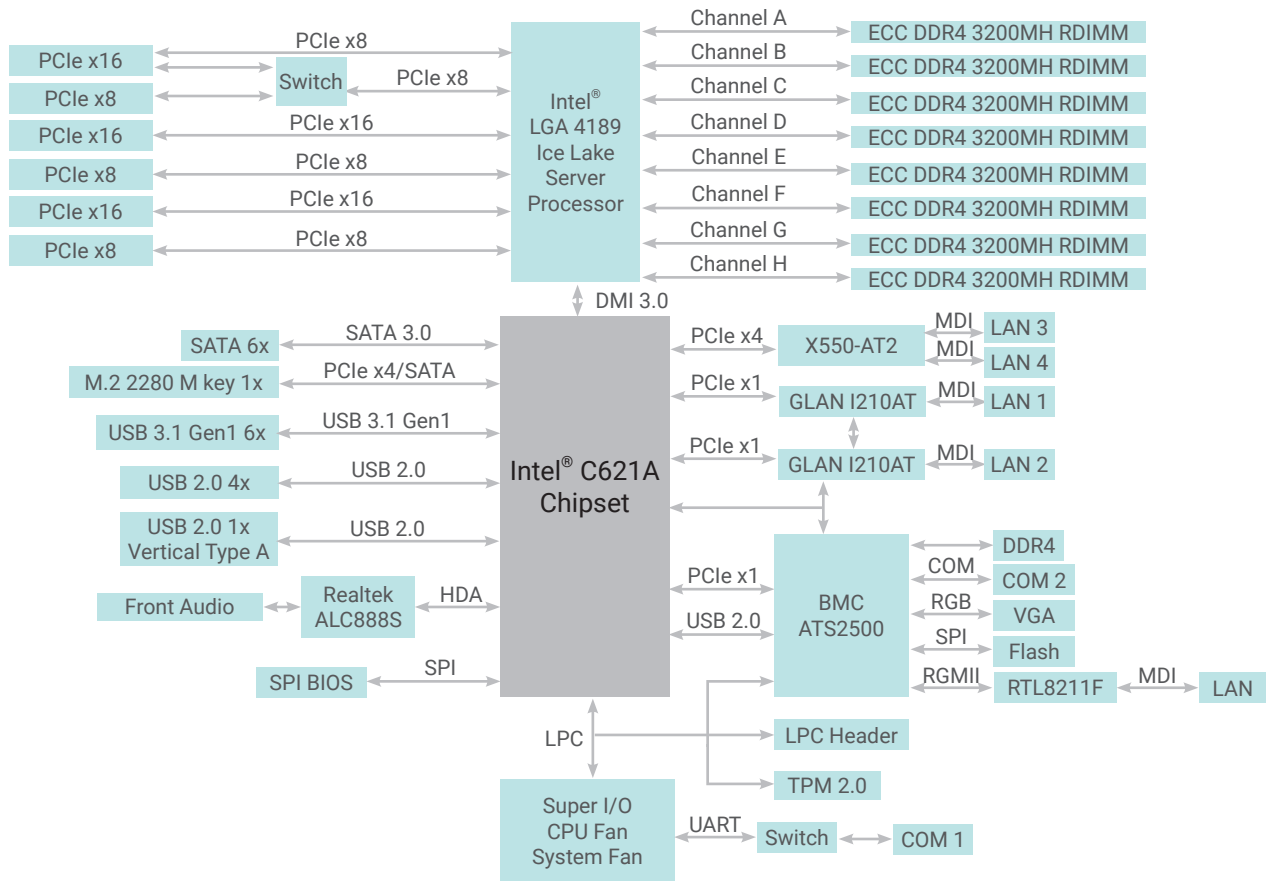 PCIe x16
PCIe x8
PCIe x16
PCIe x8
PCIe x16
PCIe x8
PCIe x8
Switch
PCIe x8
PCIe x16
PCIe x8
PCIe x16
PCIe x8
Intel®
LGA 4189
Ice Lake
Server
Processor
Channel A
ECC DDR4 3200MH RDIMM
Channel B
ECC DDR4 3200MH RDIMM
Channel C
ECC DDR4 3200MH RDIMM
Channel D
ECC DDR4 3200MH RDIMM
Channel E
ECC DDR4 3200MH RDIMM
Channel F
ECC DDR4 3200MH RDIMM
Channel G
ECC DDR4 3200MH RDIMM
Channel H
ECC DDR4 3200MH RDIMM
DMI 3.0
SATA 6x
SATA 3.0
M.2 2280 M key 1x
PCIe x4/SATA
USB 3.1 Gen1 6x
USB 3.1 Gen1
USB 2.0 4x
USB 2.0
USB 2.0 1x
Vertical Type A
USB 2.0
Front Audio
Realtek
ALC888S
HDA
SPI BIOS
SPI
Intel® C621A
Chipset
PCIe x4
X550-AT2
MDI
LAN 3
MDI
LAN 4
PCIe x1
GLAN I210AT
MDI
LAN 1
PCIe x1
GLAN I210AT
MDI
LAN 2
PCIe x1
USB 2.0
BMC
ATS2500
DDR4
COM
COM 2
RGB
VGA
SPI
Flash
RGMII
RTL8211F
MDI
LAN
LPC
LPC Header
TPM 2.0
Super I/O
CPU Fan
System Fan
UART
Switch
COM 1